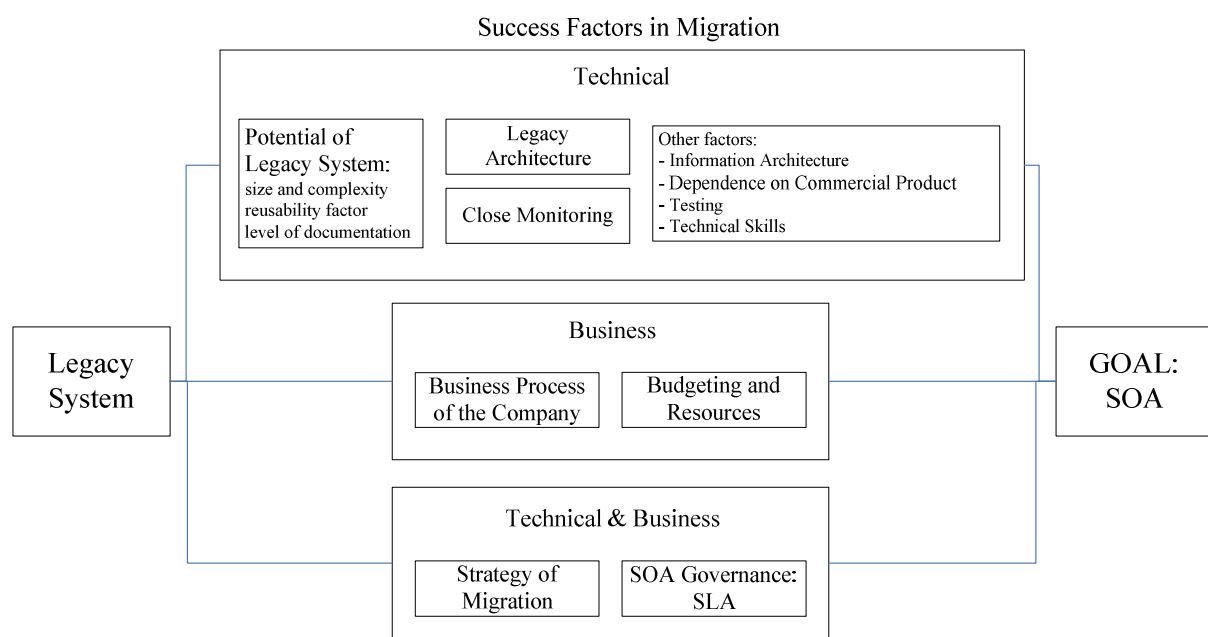 Success Factors in Migration
Technical
Potential of
Legacy System:
size and complexity
reusability factor
level of documentation
Legacy
Architecture
Close Monitoring
Other factors:
- Information Architecture
- Dependence on Commercial Product
- Testing
- Technical Skills
Legacy
System
Business
Business Process
of the Company
Budgeting and
Resources
GOAL:
SOA
Technical & Business
Strategy of
Migration
SOA Governance:
SLA